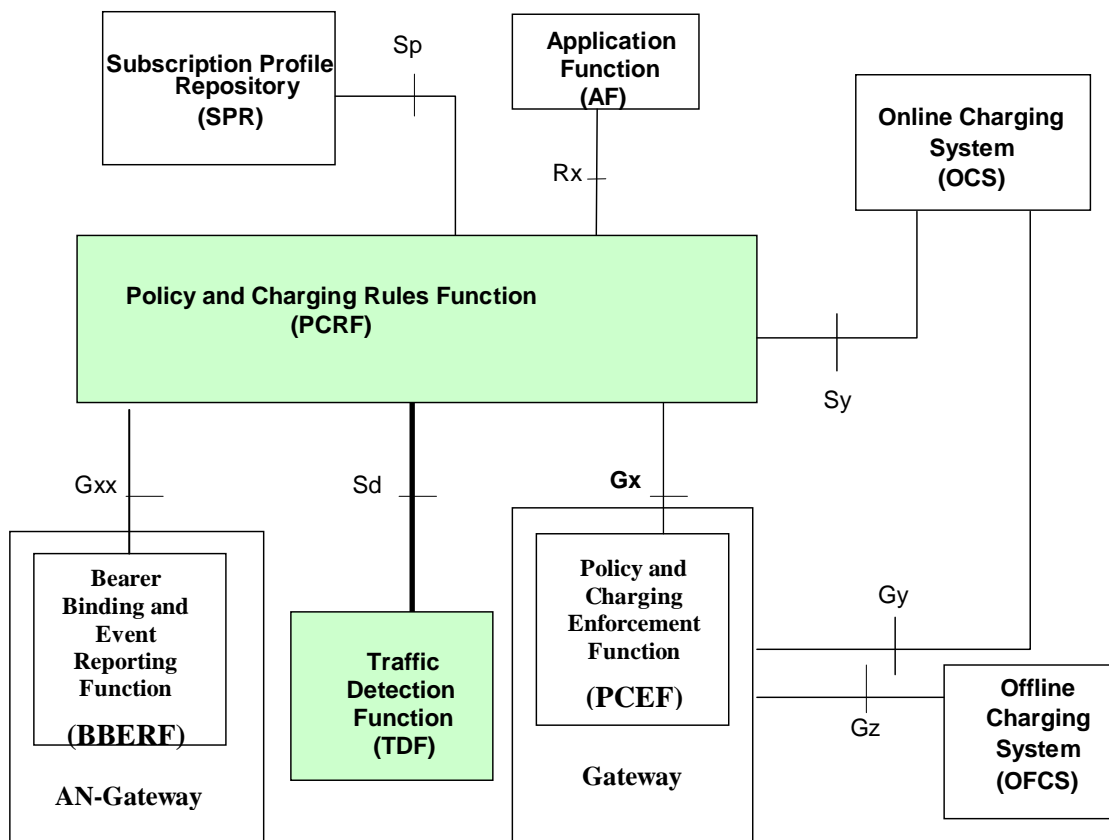 Subscription Profile
Repository
(SPR)
Sp
Application
Function
(AF)
Rx
Online Charging
System
(OCS)
Policy and Charging Rules Function
(PCRF)
Sy
Gxx
Sd
Gx
Bearer
Binding and
Event
Reporting
Function
(BBERF)
AN-Gateway
Traffic
Detection
Function
(TDF)
Policy and
Charging
Enforcement
Function
(PCEF)
Gateway
Gy
Gz
Offline
Charging
System
(OFCS)